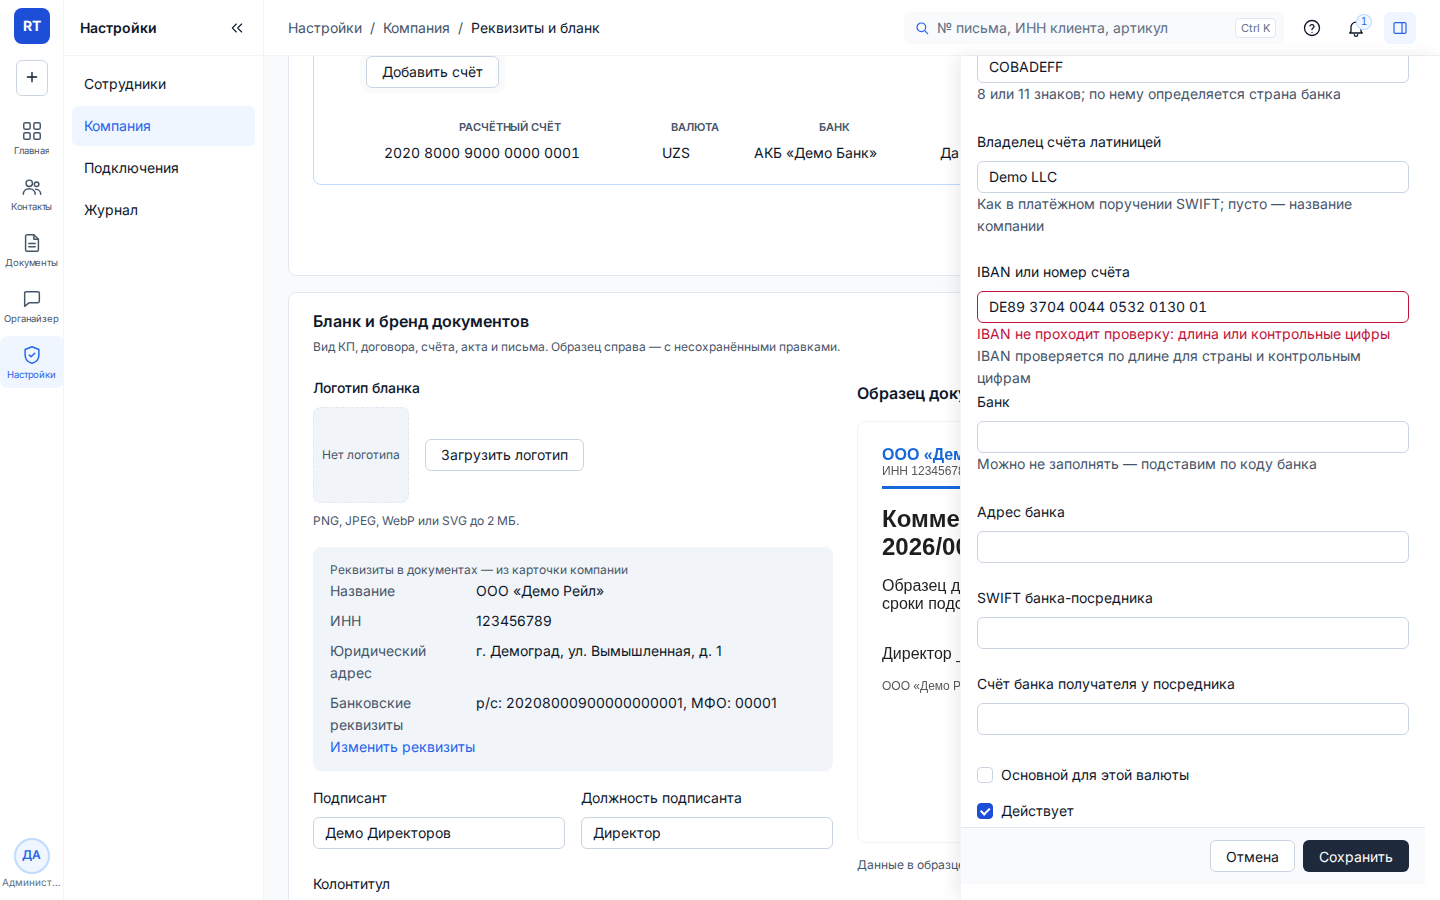 RT
Главная
Контакты
Документы
Органайзер
Настройки
ДА
Админист...
Настройки
Сотрудники
Компания
Подключения
Журнал
Настройки / Компания / Реквизиты и бланк
№ письма, ИНН клиента, артикул
Ctrl K
1
Добавить счёт
РАСЧЁТНЫЙ СЧЁТ ВАЛЮТА БАНК
2020 8000 9000 0000 0001 UZS АКБ «Демо Банк» Да
Бланк и бренд документов
Вид КП, договора, счёта, акта и письма. Образец справа — с несохранёнными правками.
Логотип бланка
Нет логотипа
Загрузить логотип
PNG, JPEG, WebP или SVG до 2 МБ.
Реквизиты в документах — из карточки компании
Название ООО «Демо Рейл»
ИНН 123456789
Юридический адрес г. Демоград, ул. Вымышленная, д. 1
Банковские реквизиты р/с: 20208000900000000001, МФО: 00001
Изменить реквизиты
Подписант
Демо Директоров
Должность подписанта
Директор
Колонтитул
Образец док
ООО «Дем
ИНН 12345678
Комме
2026/00
Образец д
сроки подс
Директор _
ООО «Демо Р
Данные в образце
COBADEFF
8 или 11 знаков; по нему определяется страна банка
Владелец счёта латиницей
Demo LLC
Как в платёжном поручении SWIFT; пусто — название
компании
IBAN или номер счёта
DE89 3704 0044 0532 0130 01
IBAN не проходит проверку: длина или контрольные цифры
IBAN проверяется по длине для страны и контрольным
цифрам
Банк
Можно не заполнять — подставим по коду банка
Адрес банка
SWIFT банка-посредника
Счёт банка получателя у посредника
Основной для этой валюты
Действует
Отмена
Сохранить